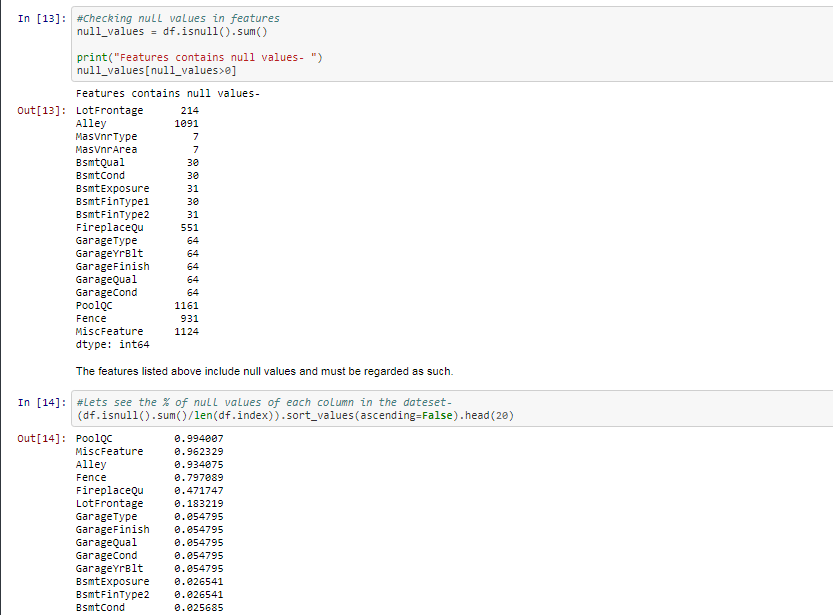 In [13]: #Checking null values in features
null_values = df.isnull().sum()
print("Features contains null values- ")
null_values[null_values>0]
Features contains null values-
Out[13]: LotFrontage 214
Alley 1091
MasVnrType 7
MasVnrArea 7
BsmtQual 30
BsmtCond 30
BsmtExposure 31
BsmtFinType1 30
BsmtFinType2 31
FireplaceQu 551
GarageType 64
GarageYrBlt 64
GarageFinish 64
GarageQual 64
GarageCond 64
PoolQC 1161
Fence 931
MiscFeature 1124
dtype: int64
The features listed above include null values and must be regarded as such.
In [14]: #Lets see the % of null values of each column in the dateset-
(df.isnull().sum()/len(df.index)).sort_values(ascending=False).head(20)
Out[14]: PoolQC 0.994007
MiscFeature 0.962329
Alley 0.934075
Fence 0.797089
FireplaceQu 0.471747
LotFrontage 0.183219
GarageType 0.054795
GarageFinish 0.054795
GarageQual 0.054795
GarageCond 0.054795
GarageYrBlt 0.054795
BsmtExposure 0.026541
BsmtFinType2 0.026541
BsmtCond 0.025685